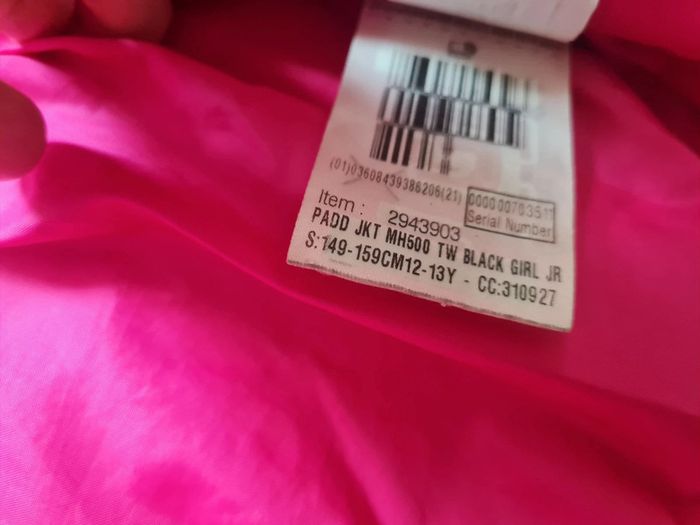 (01)03608439386206(21)
000000703511
Serial Number
Item : 2943903
PADD JKT MH500 TW BLACK GIRL JR
S:149-159CM12-13Y - CC:310927